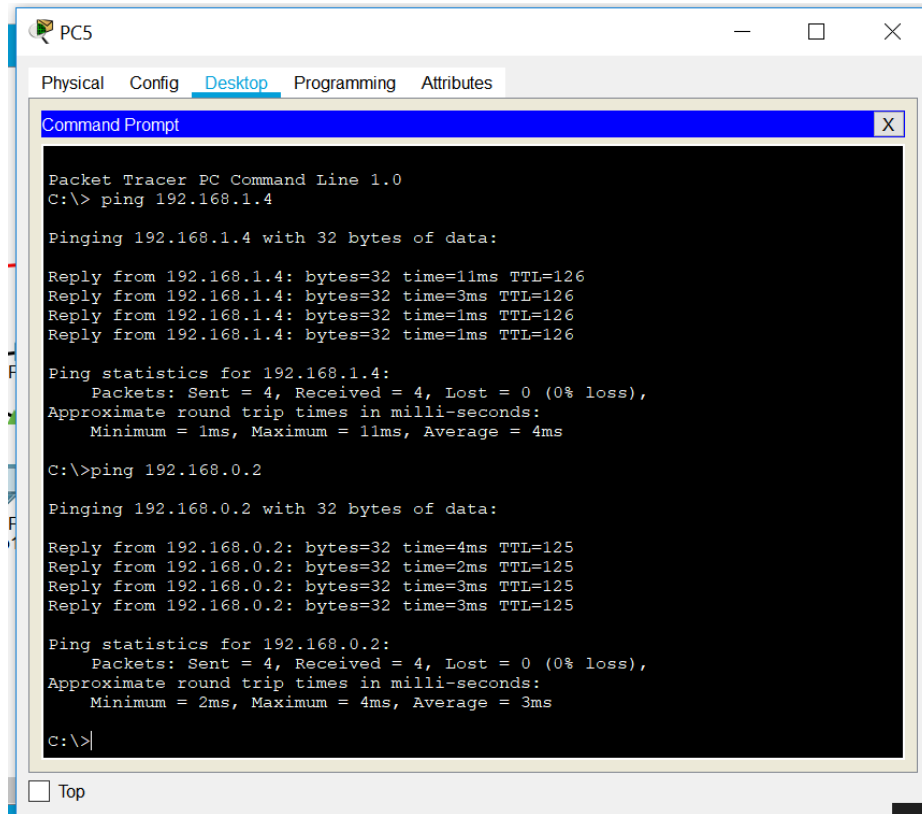 PC5
Physical Config Desktop Programming Attributes
Command Prompt X
Packet Tracer PC Command Line 1.0
C:\> ping 192.168.1.4
Pinging 192.168.1.4 with 32 bytes of data:
Reply from 192.168.1.4: bytes=32 time=11ms TTL=126
Reply from 192.168.1.4: bytes=32 time=3ms TTL=126
Reply from 192.168.1.4: bytes=32 time=1ms TTL=126
Reply from 192.168.1.4: bytes=32 time=1ms TTL=126
Ping statistics for 192.168.1.4:
Packets: Sent = 4, Received = 4, Lost = 0 (0% loss),
Approximate round trip times in milli-seconds:
Minimum = 1ms, Maximum = 11ms, Average = 4ms
C:\>ping 192.168.0.2
Pinging 192.168.0.2 with 32 bytes of data:
Reply from 192.168.0.2: bytes=32 time=4ms TTL=125
Reply from 192.168.0.2: bytes=32 time=2ms TTL=125
Reply from 192.168.0.2: bytes=32 time=3ms TTL=125
Reply from 192.168.0.2: bytes=32 time=3ms TTL=125
Ping statistics for 192.168.0.2:
Packets: Sent = 4, Received = 4, Lost = 0 (0% loss),
Approximate round trip times in milli-seconds:
Minimum = 2ms, Maximum = 4ms, Average = 3ms
C:\>
Top